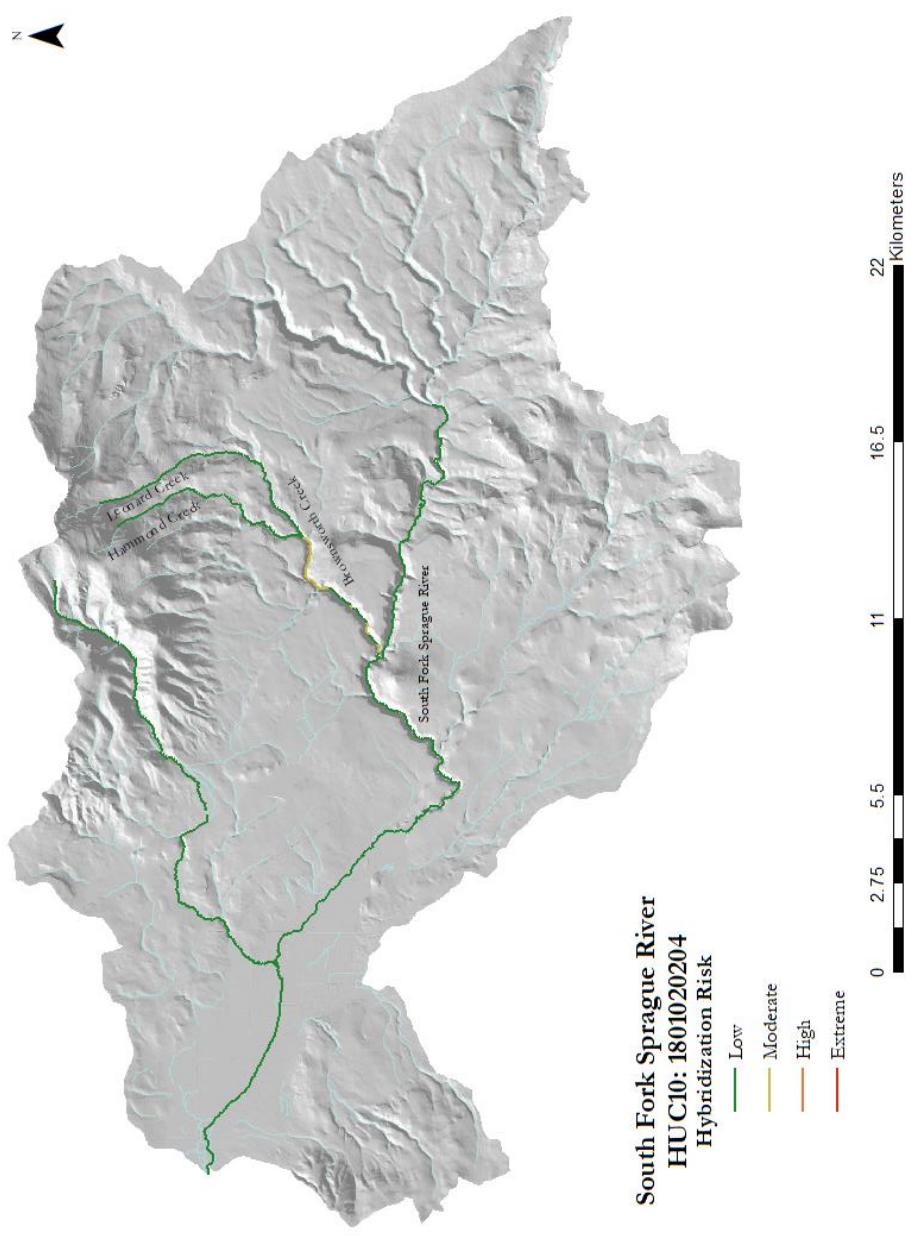 N
Leonard Creek
Hammond Creek
Brownsworth Creek
South Fork Sprague River
South Fork Sprague River
HUC10: 1801020204
Hybridization Risk
Low
Moderate
High
Extreme
0 2.75 5.5 11 16.5 22
Kilometers